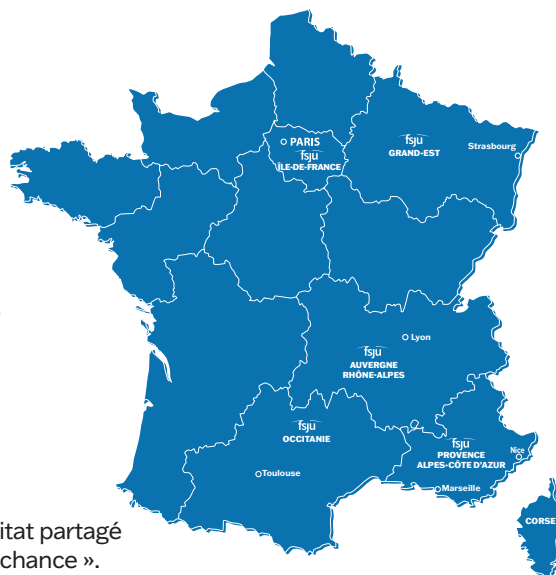 PARIS
fsju
ÎLE-DE-FRANCE
fsju
GRAND-EST
Strasbourg
Lyon
fsju
AUVERGNE
RHÔNE-ALPES
fsju
OCCITANIE
Toulouse
fsju
PROVENCE
ALPES-CÔTE D'AZUR
Nice
Marseille
CORSE
itat partagé
chance ».